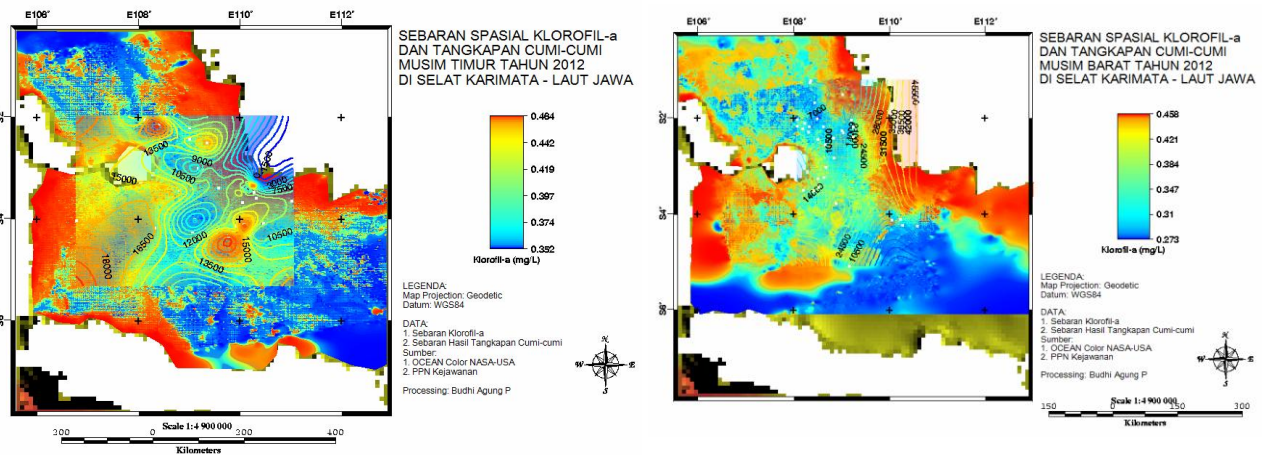 E106° E108° E110° E112°
SEBARAN SPASIAL KLOROFIL-a
DAN TANGKAPAN CUMI-CUMI
MUSIM TIMUR TAHUN 2012
DI SELAT KARIMATA - LAUT JAWA
0.464
0.442
0.419
0.397
0.374
0.352
Klorofil-a (mg/L)
13500
9000
10500
15000
16500
12000
18000
13500
15000
10500
LEGENDA:
Map Projection: Geodetic
Datum: WGS84
DATA:
1. Sebaran Klorofil-a
2. Sebaran Hasil Tangkapan Cumi-cumi
Sumber:
1. OCEAN Color NASA-USA
2. PPN Kejawanan
Processing: Budhi Agung P
N
W E
S
Scale 1:4 900 000
200 0 200 400
Kilometers
E106° E108° E110° E112°
SEBARAN SPASIAL KLOROFIL-a
DAN TANGKAPAN CUMI-CUMI
MUSIM BARAT TAHUN 2012
DI SELAT KARIMATA - LAUT JAWA
S2°
S4°
S6°
0.458
0.421
0.384
0.347
0.31
0.273
Klorofil-a (mg/L)
7000
10500
24500
31500
42000
LEGENDA:
Map Projection: Geodetic
Datum: WGS84
DATA:
1. Sebaran Klorofil-a
2. Sebaran Hasil Tangkapan Cumi-cumi
Sumber:
1. OCEAN Color NASA-USA
2. PPN Kejawanan
Processing: Budhi Agung P
N
W E
S
Scale 1:4 900 000
150 0 150 300
Kilometers